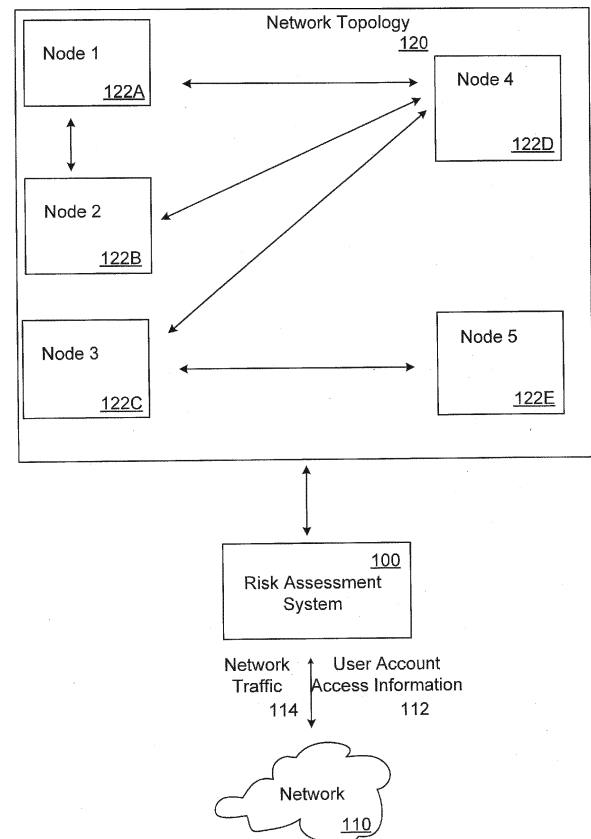 Network Topology
120
Node 1
122A
Node 4
122D
Node 2
122B
Node 3
122C
Node 5
122E
100
Risk Assessment
System
Network
Traffic
114
User Account
Access Information
112
Network
110